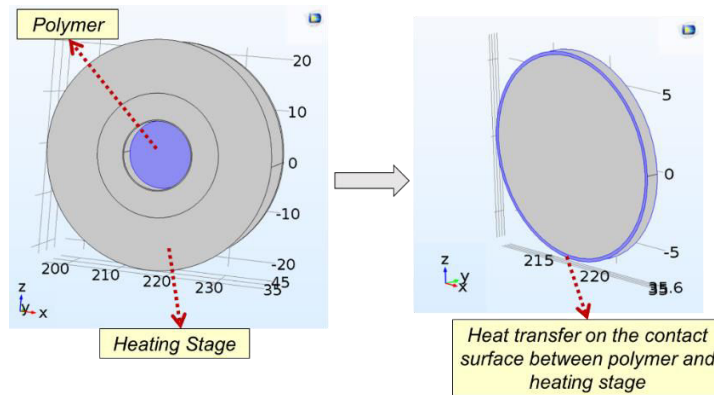 Polymer
20
10
0
-10
-20
200
210
220
230
35
45
z
y
x
Heating Stage
5
0
-5
215
220
35.6
z
y
x
Heat transfer on the contact
surface between polymer and
heating stage